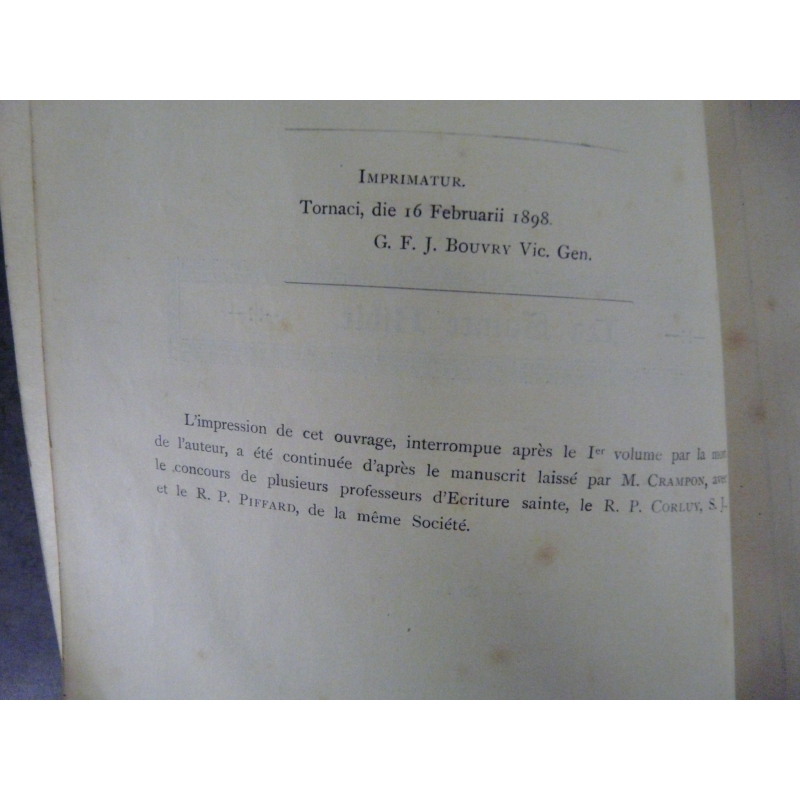 IMPRIMATUR.
Tornaci, die 16 Februarii 1898.
G. F. J. BOUVRY Vic. Gen.
L'impression de cet ouvrage, interrompue après le Ier volume par la mort
de l'auteur, a été continuée d'après le manuscrit laissé par M. CRAMPON, avec
le concours de plusieurs professeurs d'Ecriture sainte, le R. P. CORLUY, S. J.
et le R. P. PIFFARD, de la même Société.